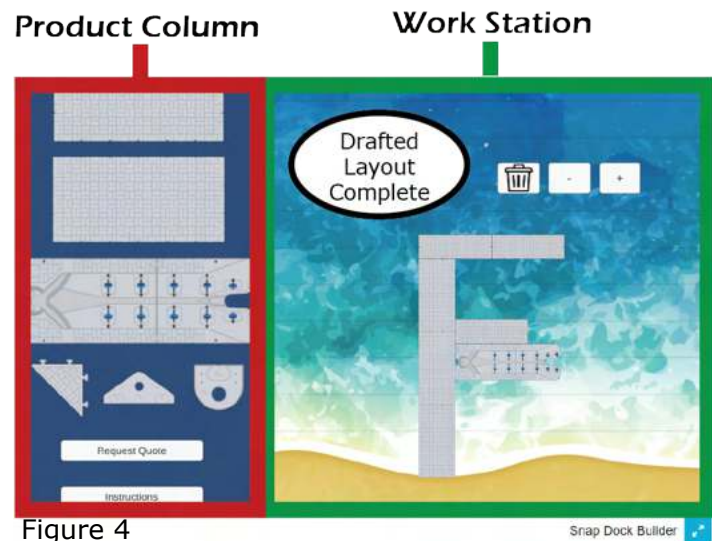 Product Column
Work Station
Drafted
Layout
Complete
-
+
Request Quote
Instructions
Figure 4
Snap Dock Builder